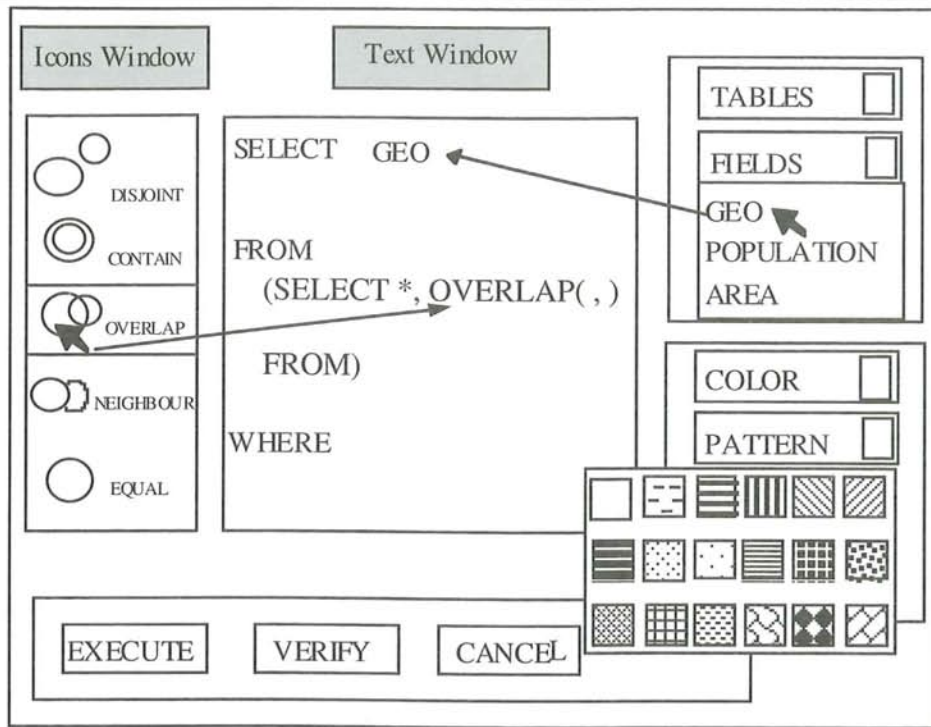 Icons Window
Text Window
DISJOINT
CONTAIN
OVERLAP
NEIGHBOUR
EQUAL
SELECT GEO
FROM
(SELECT *, OVERLAP( , )
FROM)
WHERE
TABLES
FIELDS
GEO
POPULATION
AREA
COLOR
PATTERN
EXECUTE
VERIFY
CANCEL